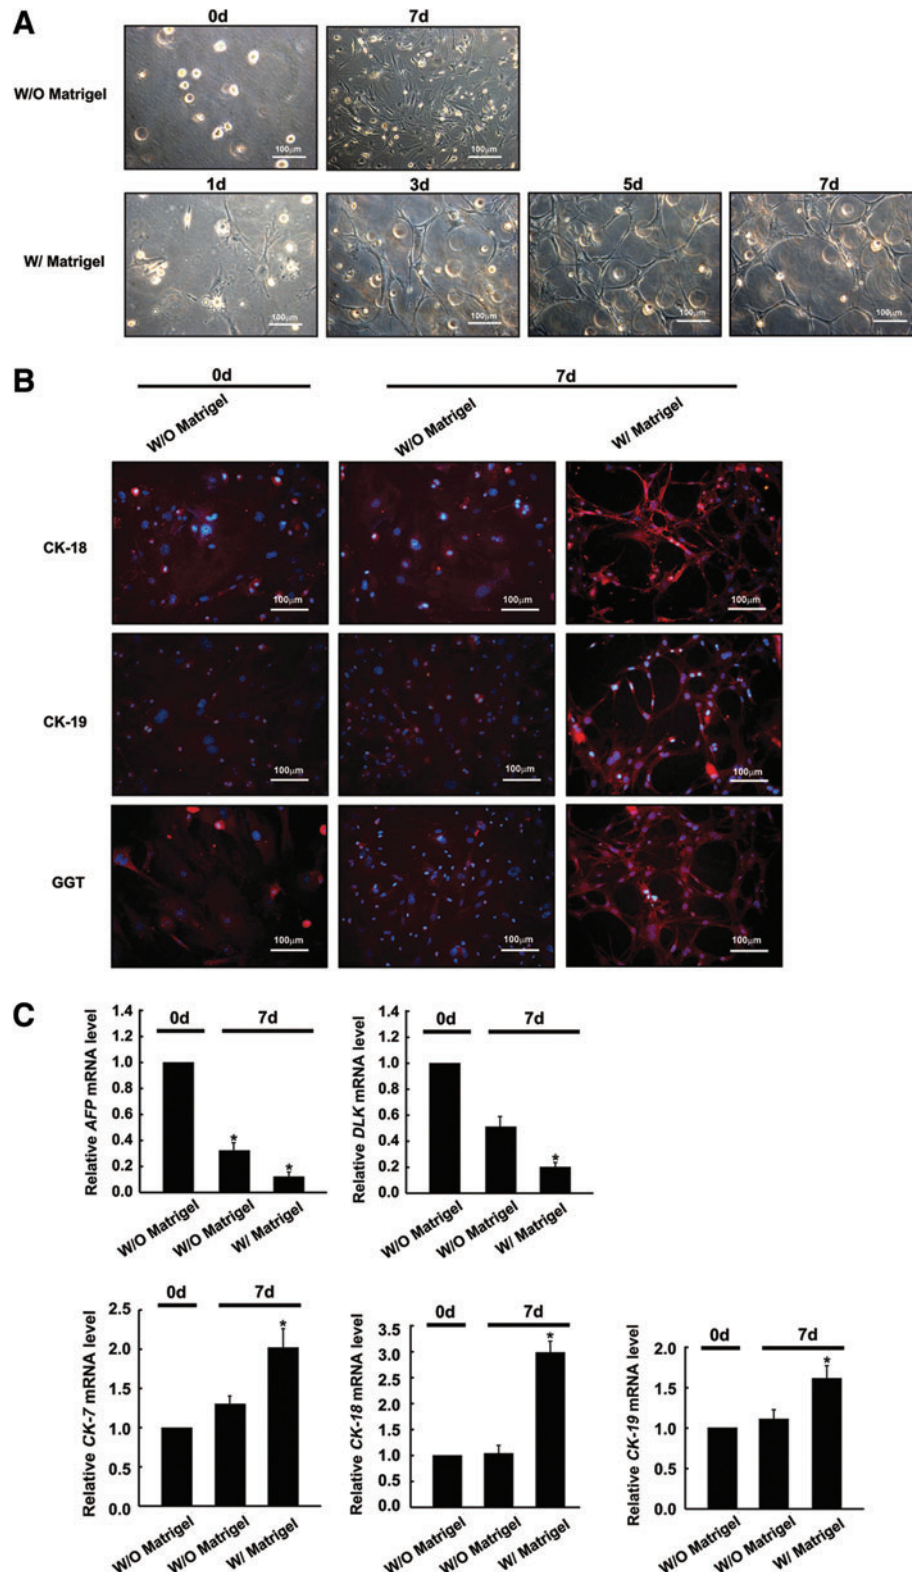 A
0d
7d
W/O Matrigel
100μm
100μm
1d
3d
5d
7d
W/ Matrigel
100μm
100μm
100μm
100μm
B
0d
7d
W/O Matrigel
W/O Matrigel
W/ Matrigel
CK-18
100μm
100μm
100μm
CK-19
100μm
100μm
100μm
GGT
100μm
100μm
100μm
C
Relative AFP mRNA level
1.4
1.2
1.0
0.8
0.6
0.4
0.2
0.0
0d
7d
*
*
W/O Matrigel
W/O Matrigel
W/ Matrigel
Relative DLK mRNA level
1.4
1.2
1.0
0.8
0.6
0.4
0.2
0.0
0d
7d
*
W/O Matrigel
W/O Matrigel
W/ Matrigel
Relative CK-7 mRNA level
2.5
2.0
1.5
1.0
0.5
0.0
0d
7d
*
W/O Matrigel
W/O Matrigel
W/ Matrigel
Relative CK-18 mRNA level
3.5
3.0
2.5
2.0
1.5
1.0
0.5
0.0
0d
7d
*
W/O Matrigel
W/O Matrigel
W/ Matrigel
Relative CK-19 mRNA level
2.0
1.5
1.0
0.5
0.0
0d
7d
*
W/O Matrigel
W/O Matrigel
W/ Matrigel